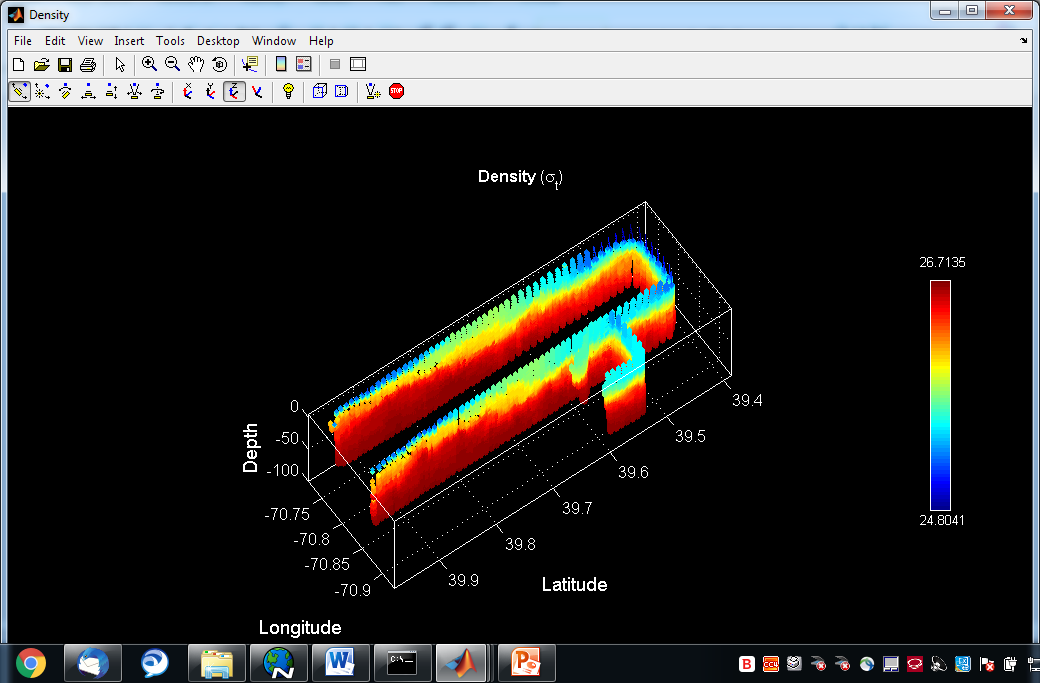 Density
File Edit View Insert Tools Desktop Window Help
STOP
Density (σt)
26.7135
24.8041
0
-50
-100
Depth
-70.75
-70.8
-70.85
-70.9
Longitude
39.4
39.5
39.6
39.7
39.8
39.9
Latitude
N
W
C:\
P
B
CC4